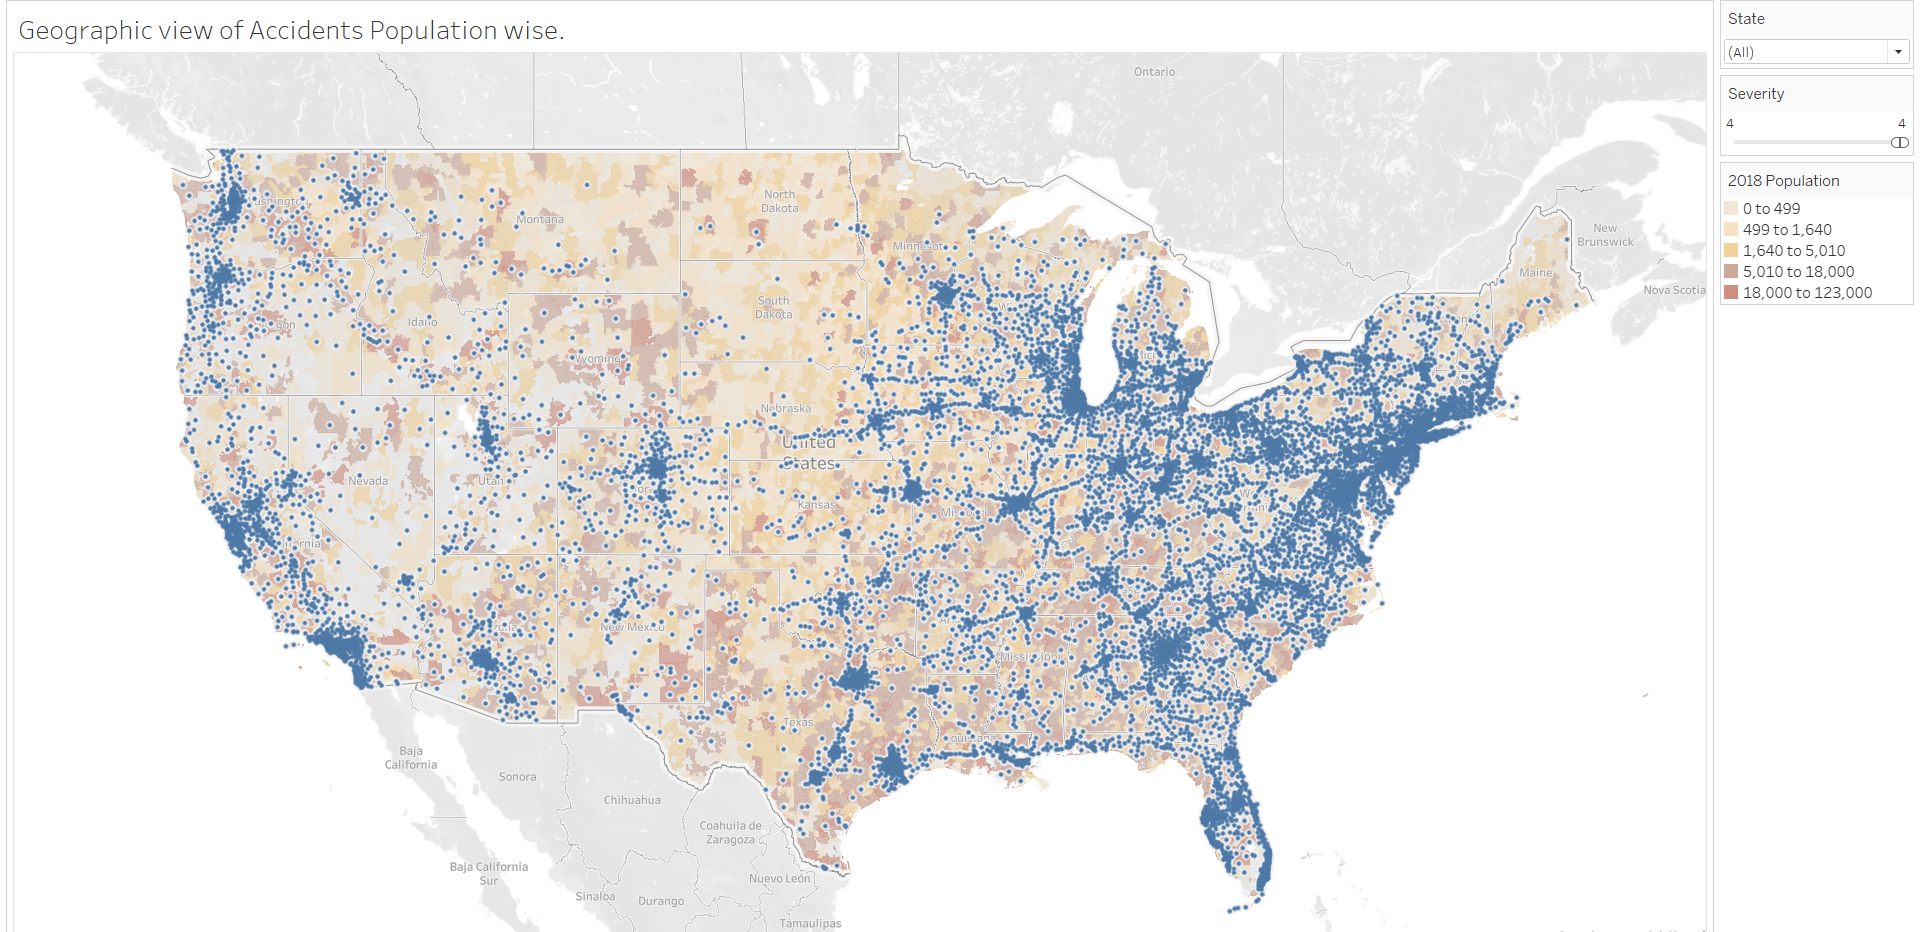 Geographic view of Accidents Population wise.
State
(All)
Severity
4
4
2018 Population
0 to 499
499 to 1,640
1,640 to 5,010
5,010 to 18,000
18,000 to 123,000
Ontario
New
Brunswick
Nova Scotia
Maine
North
Dakota
Montana
South
Dakota
Idaho
Wyoming
Nebraska
United
States
Nevada
Utah
Kansas
New Mexico
Texas
Baja
California
Sonora
Chihuahua
Coahuila de
Zaragoza
Baja California
Sur
Nuevo León
Sinaloa
Durango
Tamaulipas